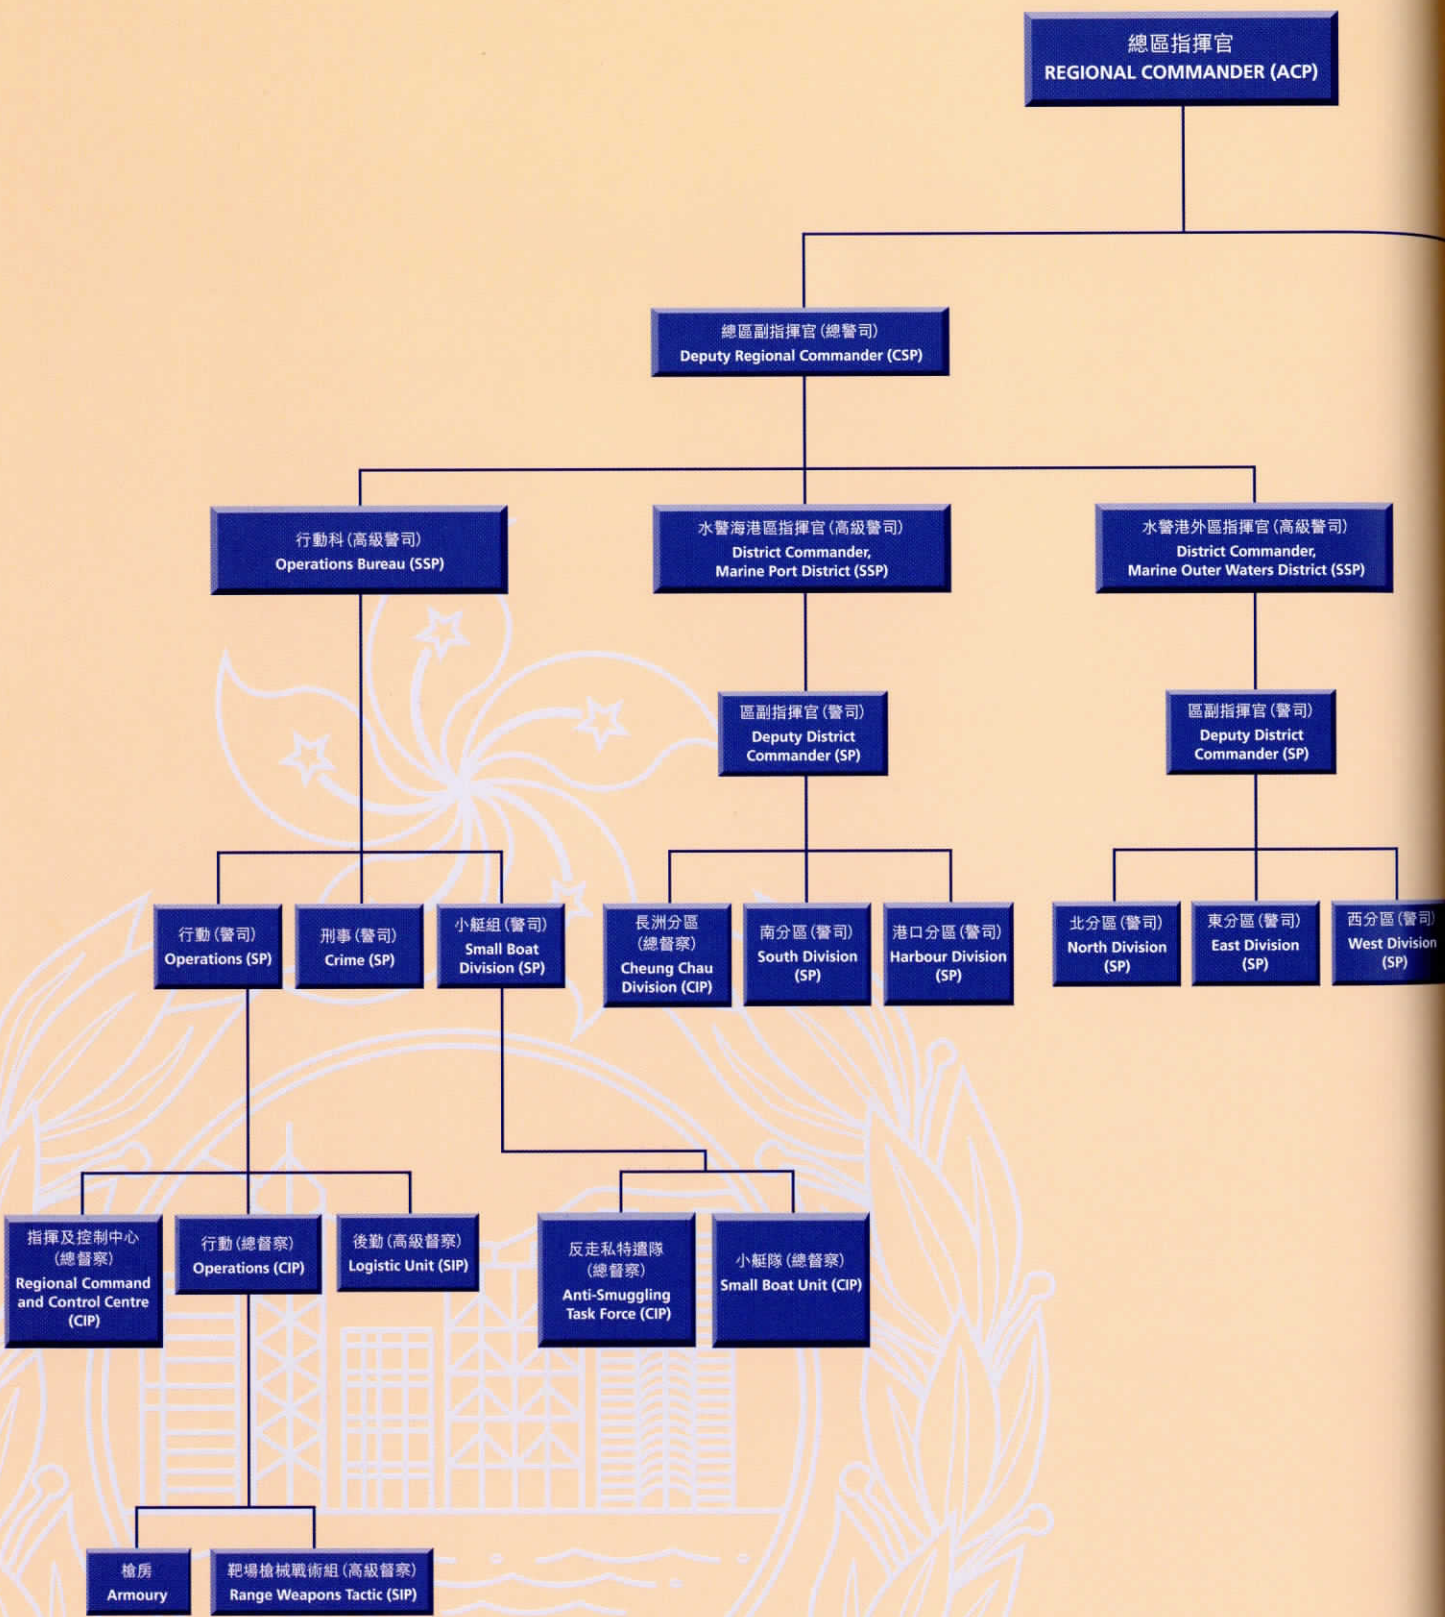 總區指揮官
REGIONAL COMMANDER (ACP)
總區副指揮官(總警司)
Deputy Regional Commander (CSP)
行動科(高級警司)
Operations Bureau (SSP)
水警海港區指揮官(高級警司)
District Commander,
Marine Port District (SSP)
水警港外區指揮官(高級警司)
District Commander,
Marine Outer Waters District (SSP)
區副指揮官(警司)
Deputy District
Commander (SP)
區副指揮官(警司)
Deputy District
Commander (SP)
行動(警司)
Operations (SP)
刑事(警司)
Crime (SP)
小艇組(警司)
Small Boat
Division (SP)
長洲分區
(總督察)
Cheung Chau
Division (CIP)
南分區(警司)
South Division
(SP)
港口分區(警司)
Harbour Division
(SP)
北分區(警司)
North Division
(SP)
東分區(警司)
East Division
(SP)
西分區(警司)
West Division
(SP)
指揮及控制中心
(總督察)
Regional Command
and Control Centre
(CIP)
行動(總督察)
Operations (CIP)
後勤(高級督察)
Logistic Unit (SIP)
反走私特遣隊
(總督察)
Anti-Smuggling
Task Force (CIP)
小艇隊(總督察)
Small Boat Unit (CIP)
槍房
Armoury
靶場槍械戰術組(高級督察)
Range Weapons Tactic (SIP)